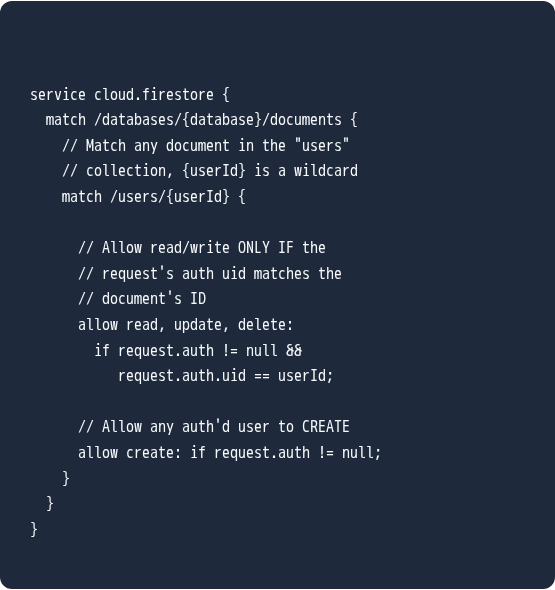 service cloud.firestore {
  match /databases/{database}/documents {
    // Match any document in the "users"
    // collection, {userId} is a wildcard
    match /users/{userId} {

      // Allow read/write ONLY IF the
      // request's auth uid matches the
      // document's ID
      allow read, update, delete:
        if request.auth != null &&
           request.auth.uid == userId;

      // Allow any auth'd user to CREATE
      allow create: if request.auth != null;
    }
  }
}